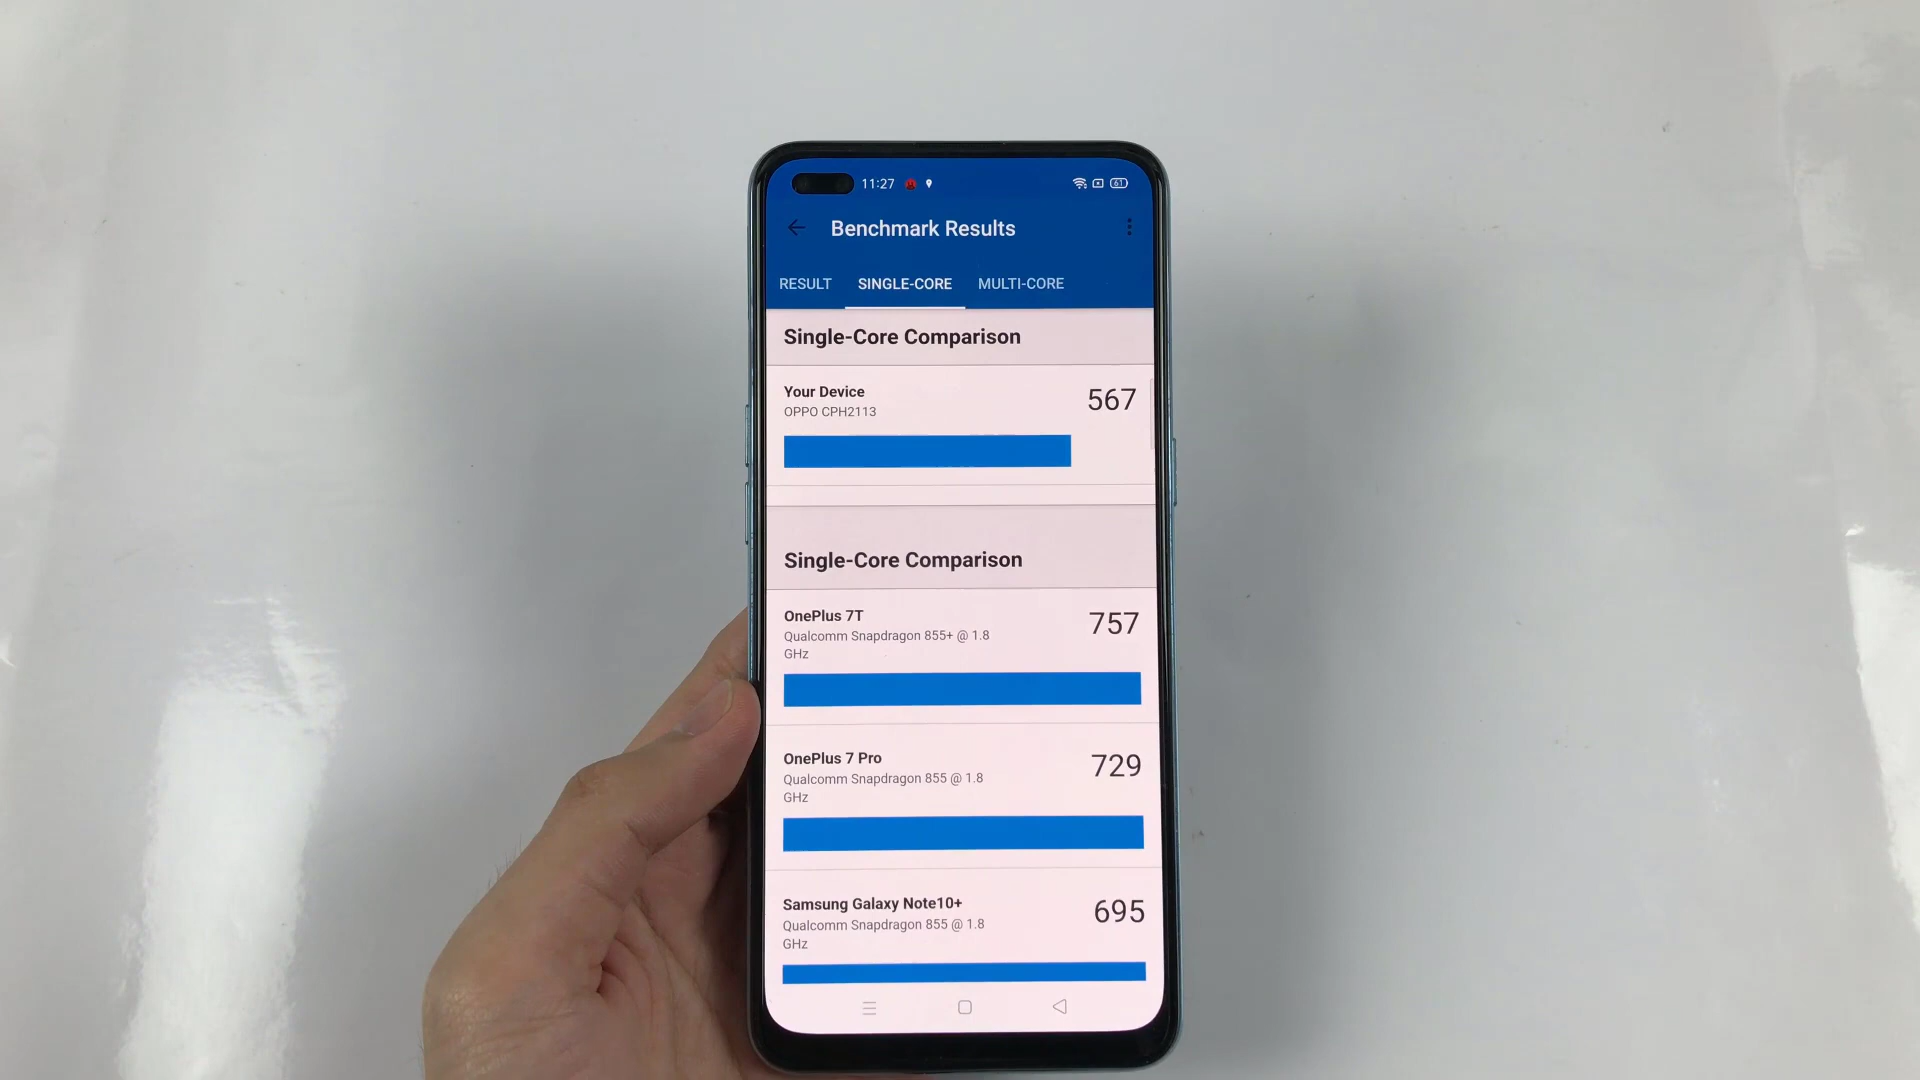 11:27
61
Benchmark Results
RESULT SINGLE-CORE MULTI-CORE
Single-Core Comparison
Your Device
567
OPPO CPH2113
Single-Core Comparison
OnePlus 7T
757
Qualcomm Snapdragon 855+ @ 1.8
GHz
OnePlus 7 Pro
729
Qualcomm Snapdragon 855 @ 1.8
GHz
Samsung Galaxy Note10+
695
Qualcomm Snapdragon 855 @ 1.8
GHz